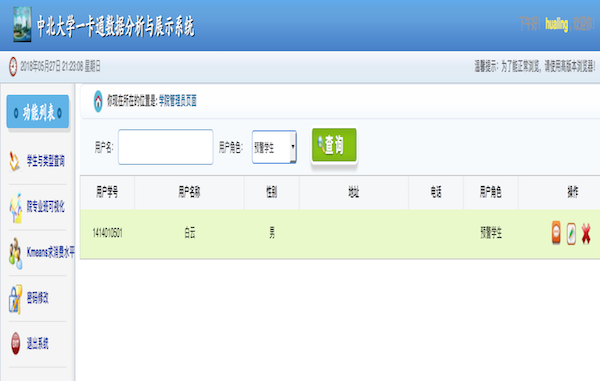 中北大学一卡通数据分析与展示系统
下午好! hualing，欢迎您!
2018年05月27日 21:23:08 星期日
温馨提示: 为了能正常浏览，请使用高版本浏览器!
功能列表
你现在所在的位置是: 学院管理员页面
用户名: 用户角色: 预警学生 查询
学生与类型查询
院专业班可视化
Kmeans求消费水平
密码修改
退出系统
用户学号 用户名称 性别 地址 电话 用户角色 操作
1414010501 白云 男 预警学生